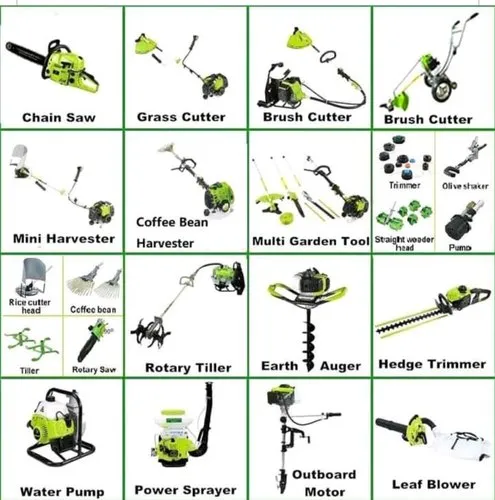 Chain Saw
Grass Cutter
Brush Cutter
Brush Cutter
Mini Harvester
Coffee Bean
Harvester
Multi Garden Tool
Trimmer
Olive shaker
Straight weeder
head
Pump
Rice cutter
head
Coffee bean
Tiller
Rotary Saw
Rotary Tiller
Earth Auger
Hedge Trimmer
Water Pump
Power Sprayer
Outboard
Motor
Leaf Blower